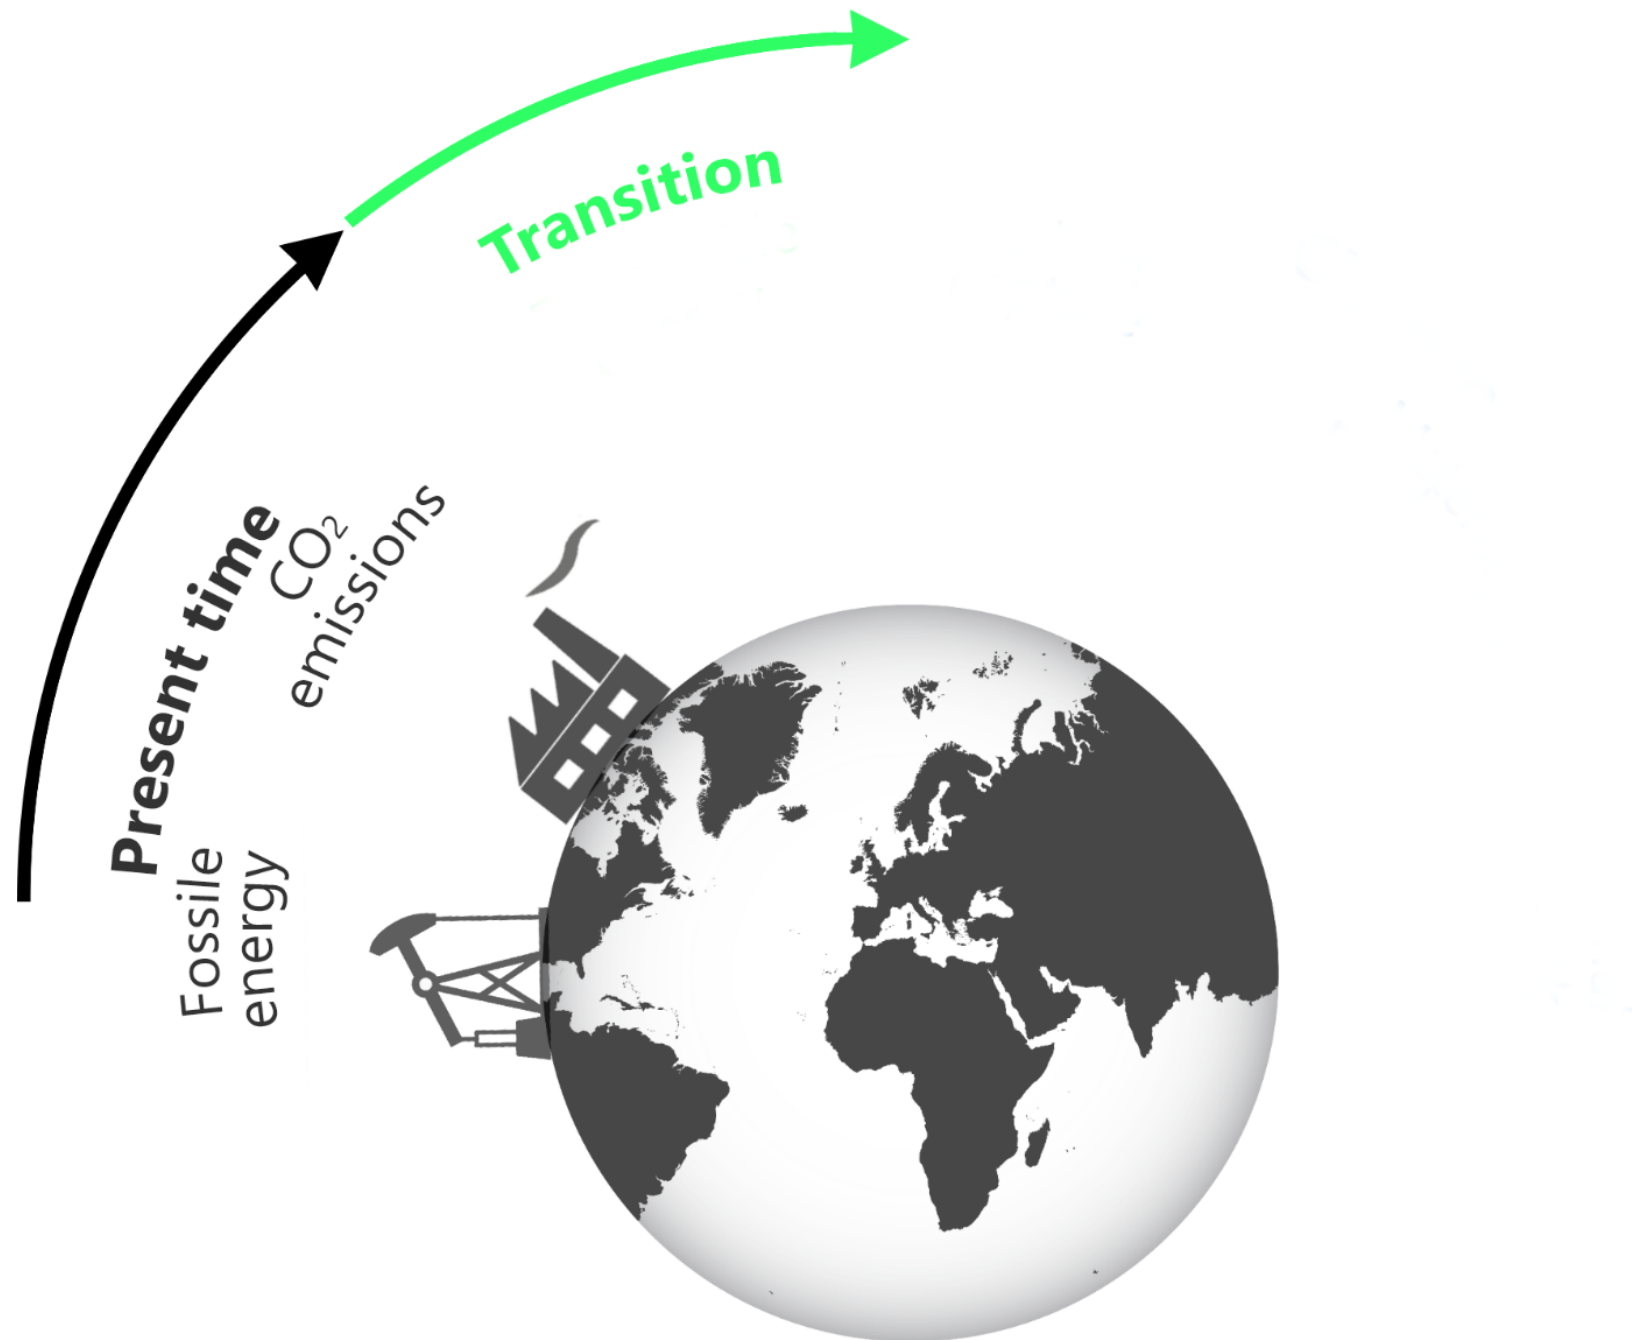 Transition
Present time
CO₂
emissions
Fossile
energy